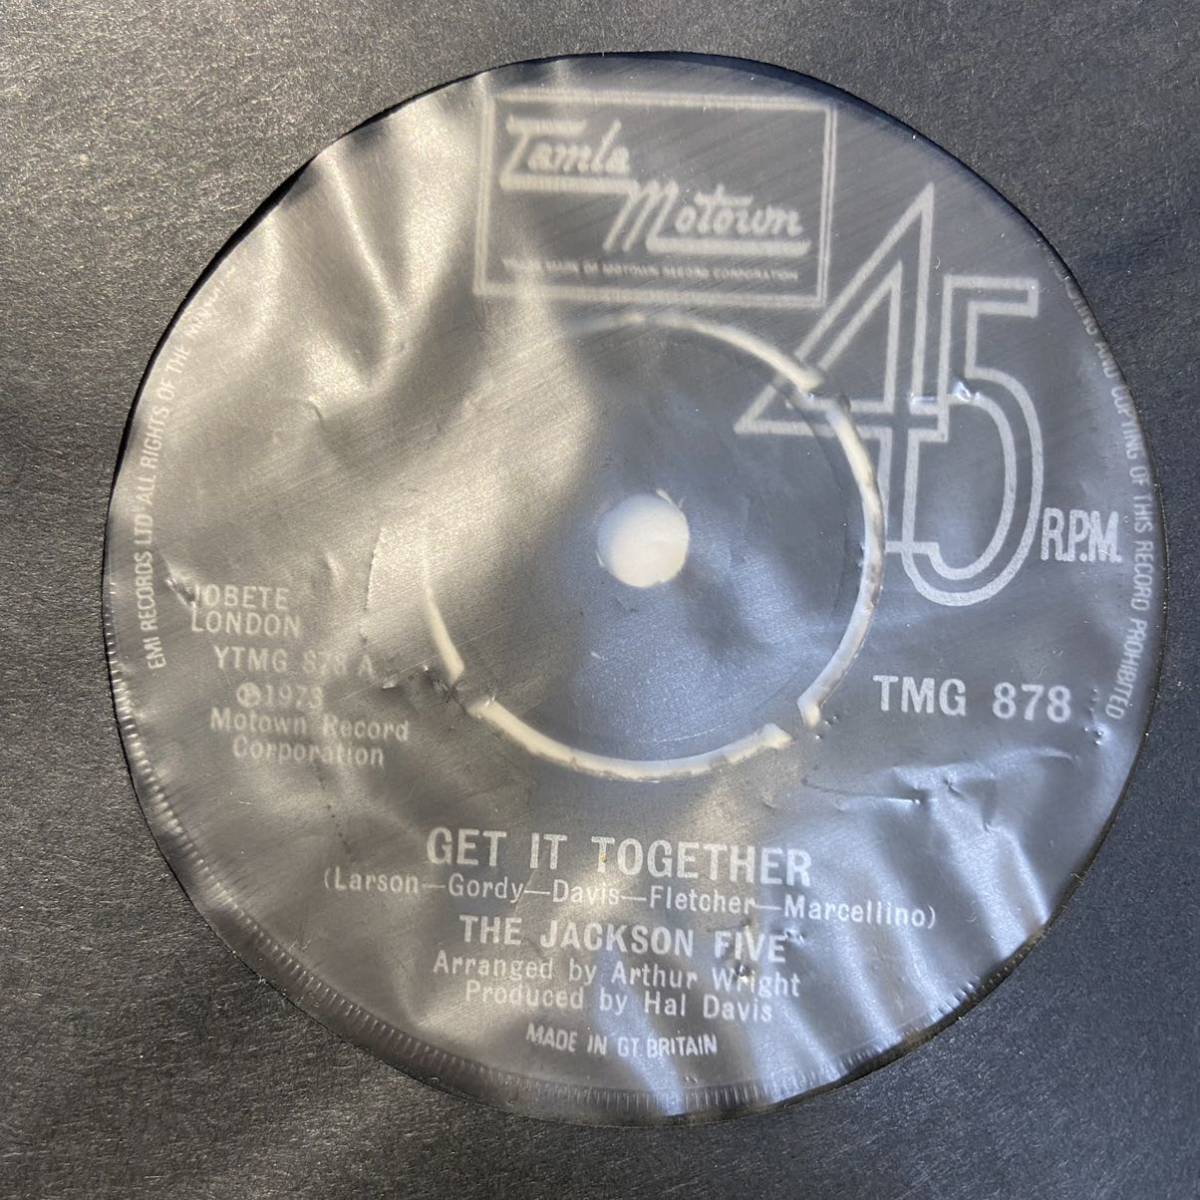 Tamla
Motown
TRADE MARK OF MOTOWN RECORD CORPORATION
45
R.P.M.
EMI RECORDS LTD ALL RIGHTS OF THE
COPYING OF THIS RECORD PROHIBITED
JOBETE
LONDON
YTMG 878 A
Ⓟ1973
Motown Record
Corporation
TMG 878
GET IT TOGETHER
(Larson—Gordy—Davis—Fletcher—Marcellino)
THE JACKSON FIVE
Arranged by Arthur Wright
Produced by Hal Davis
MADE IN GT. BRITAIN